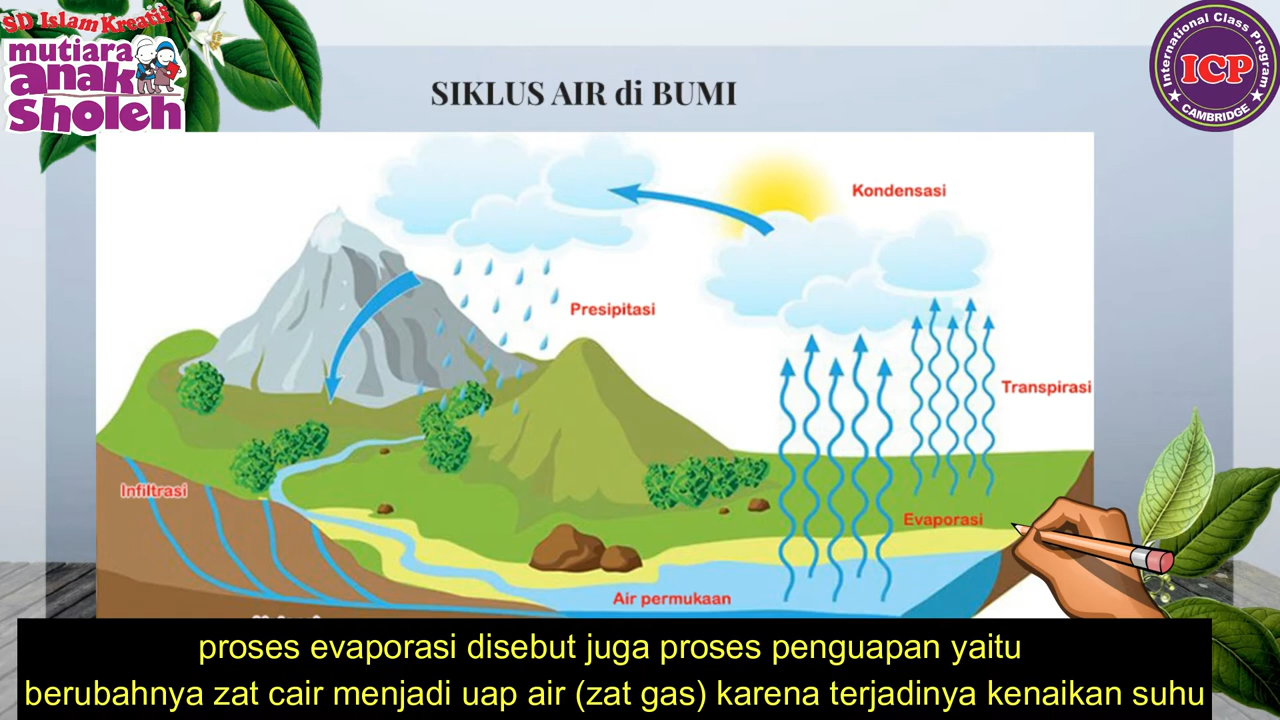 SD Islam Kreatif
mutiara
anak
Sholeh
International Class Program
ICP
CAMBRIDGE
SIKLUS AIR di BUMI
Kondensasi
Presipitasi
Transpirasi
Infiltrasi
Evaporasi
Air permukaan
proses evaporasi disebut juga proses penguapan yaitu
berubahnya zat cair menjadi uap air (zat gas) karena terjadinya kenaikan suhu